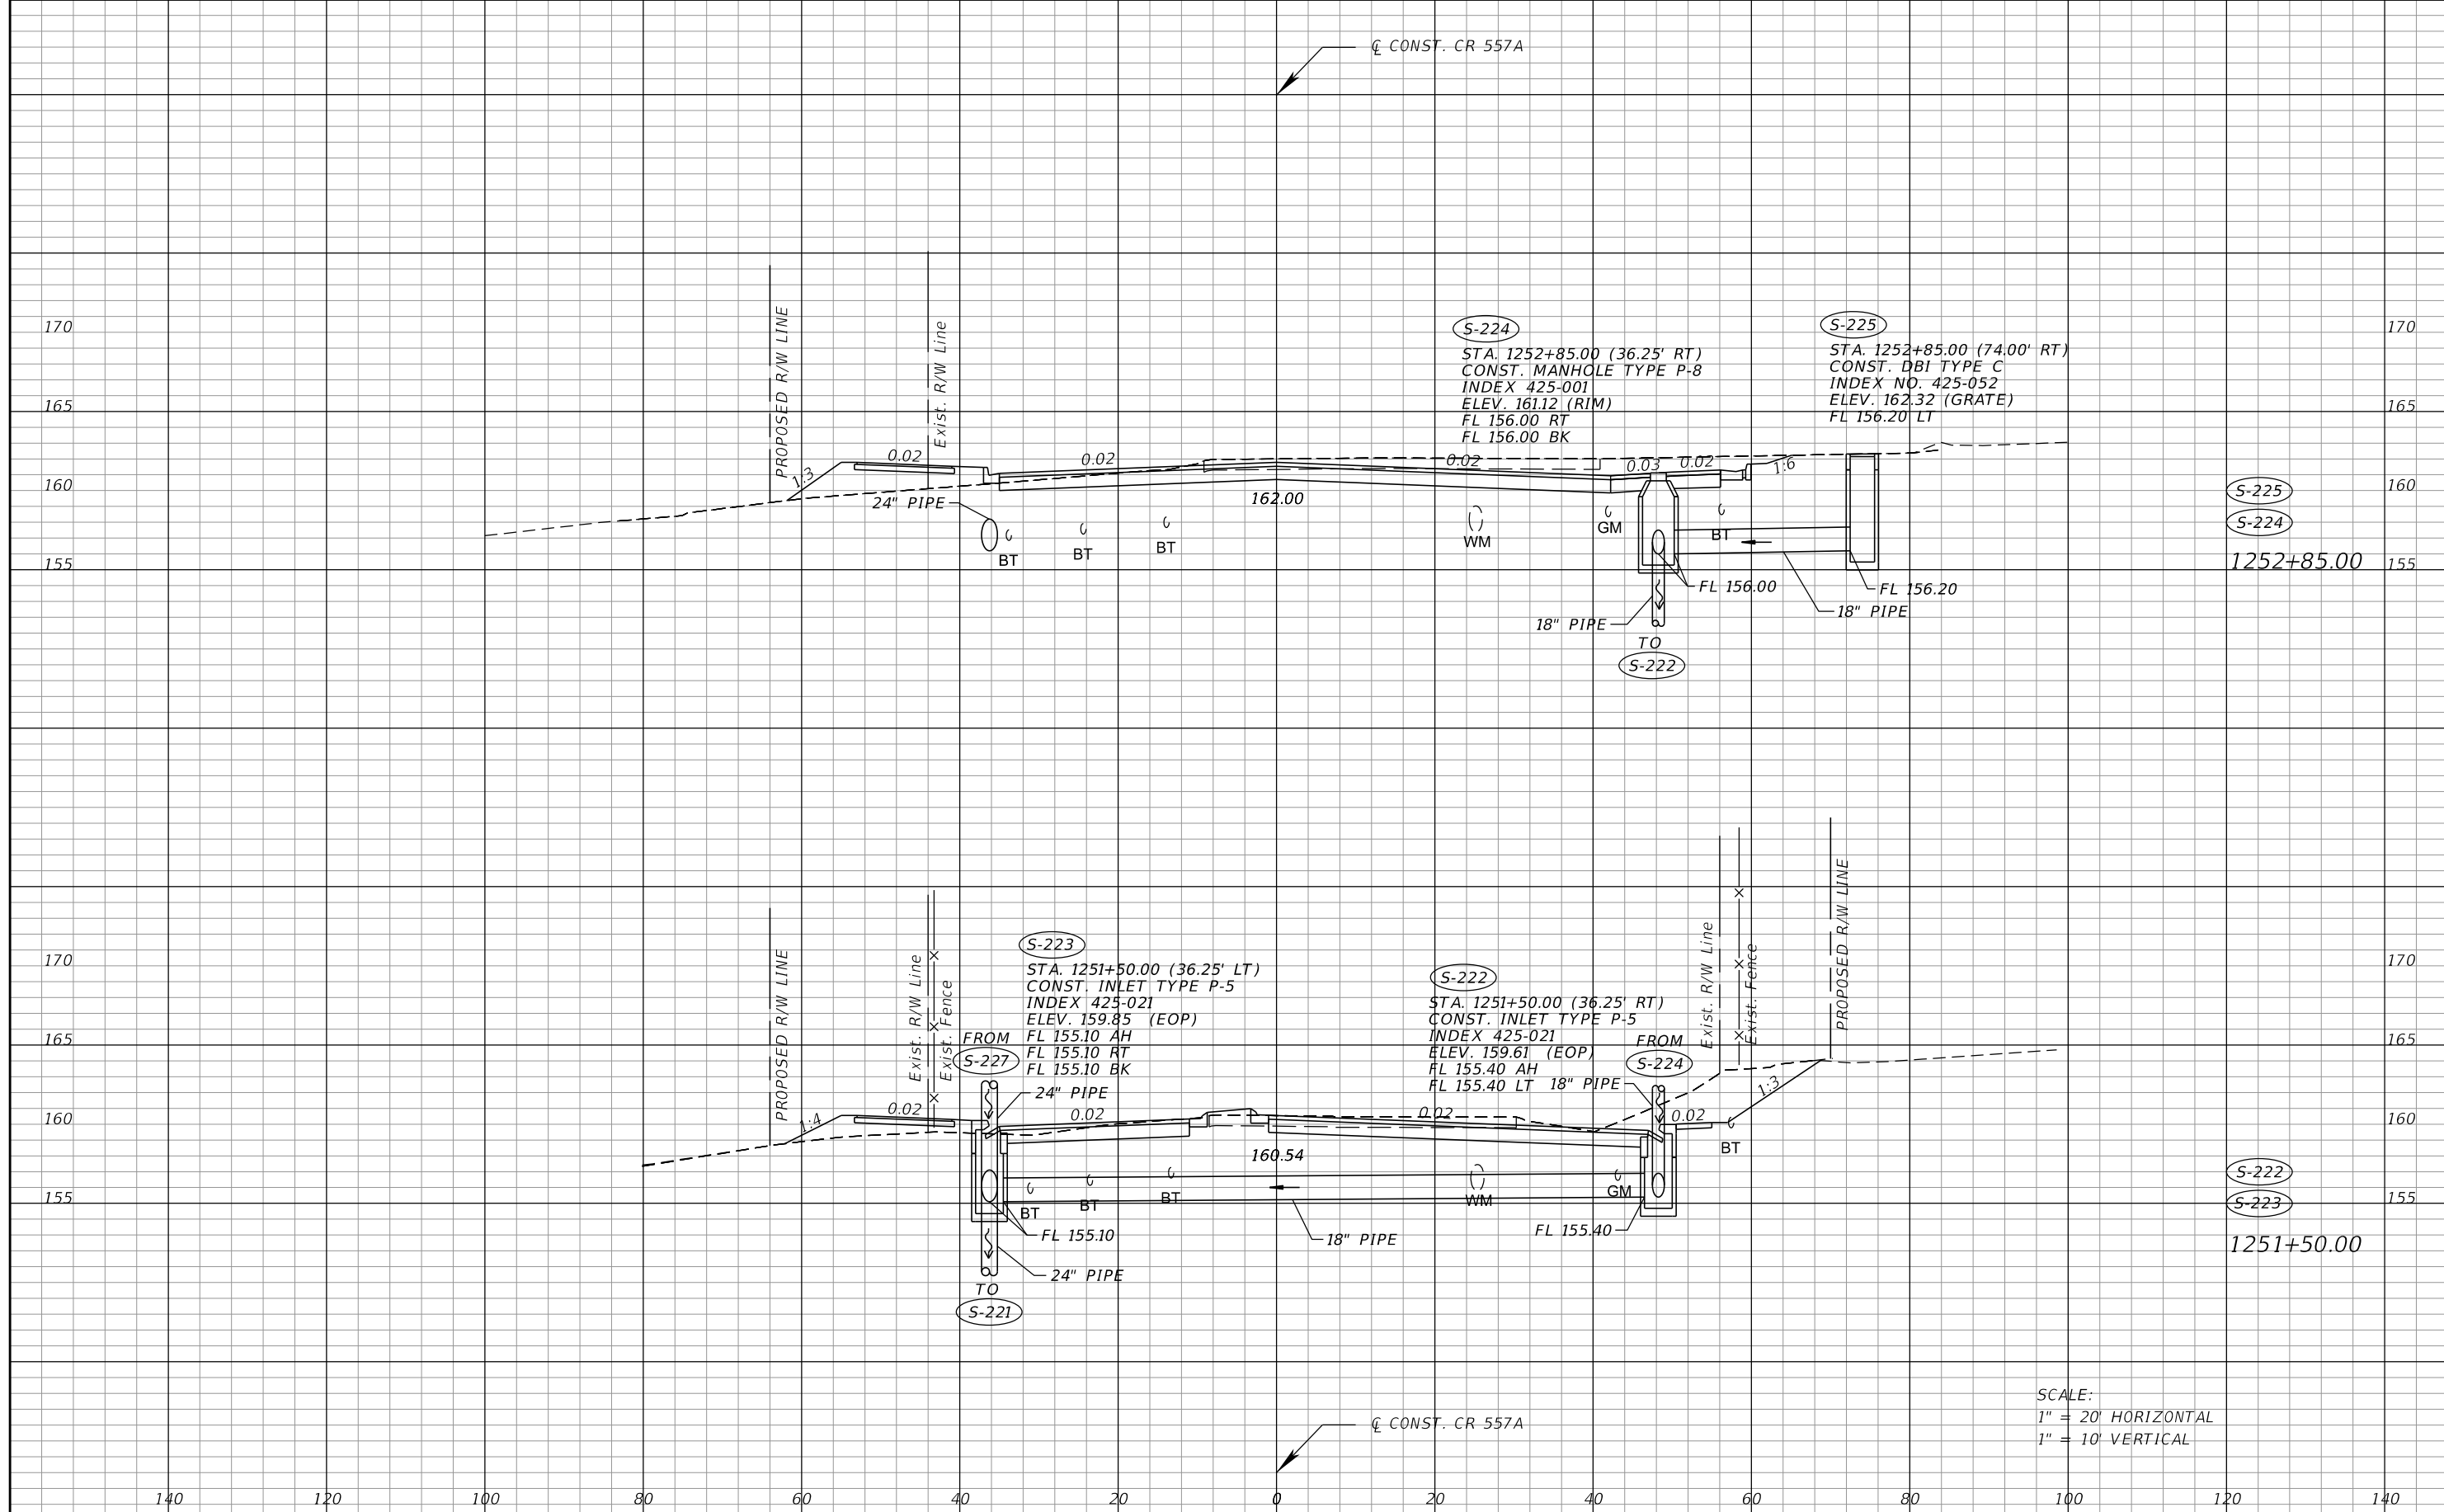 ℄ CONST. CR 557A
170
165
160
155
PROPOSED R/W LINE
Exist. R/W Line
1:3
0.02
0.02
24" PIPE
BT
BT
BT
162.00
0.02
WM
GM
0.03
0.02
1:6
BT
S-224
STA. 1252+85.00 (36.25' RT)
CONST. MANHOLE TYPE P-8
INDEX 425-001
ELEV. 161.12 (RIM)
FL 156.00 RT
FL 156.00 BK
S-225
STA. 1252+85.00 (74.00' RT)
CONST. DBI TYPE C
INDEX NO. 425-052
ELEV. 162.32 (GRATE)
FL 156.20 LT
FL 156.00
FL 156.20
18" PIPE
18" PIPE
TO
S-222
170
165
160
155
S-225
S-224
1252+85.00
170
165
160
155
PROPOSED R/W LINE
Exist. R/W Line
Exist. Fence
1:4
0.02
FROM
S-227
S-223
STA. 1251+50.00 (36.25' LT)
CONST. INLET TYPE P-5
INDEX 425-021
ELEV. 159.85 (EOP)
FL 155.10 AH
FL 155.10 RT
FL 155.10 BK
24" PIPE
0.02
BT
BT
BT
160.54
FL 155.10
24" PIPE
TO
S-221
18" PIPE
S-222
STA. 1251+50.00 (36.25' RT)
CONST. INLET TYPE P-5
INDEX 425-021
ELEV. 159.61 (EOP)
FL 155.40 AH
FL 155.40 LT
18" PIPE
FROM
S-224
0.02
WM
GM
FL 155.40
0.02
1:3
BT
Exist. R/W Line
Exist. Fence
PROPOSED R/W LINE
170
165
160
155
S-222
S-223
1251+50.00
℄ CONST. CR 557A
SCALE:
1" = 20' HORIZONTAL
1" = 10' VERTICAL
140 120 100 80 60 40 20 0 20 40 60 80 100 120 140